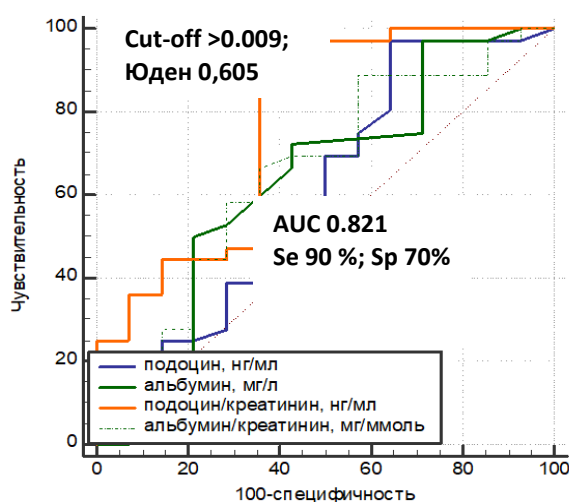 Cut-off >0.009;
Юден 0,605
100
80
60
40
20
0
Чувствительность
AUC 0.821
Se 90 %; Sp 70%
подоцин, нг/мл
альбумин, мг/л
подоцин/креатинин, нг/мл
альбумин/креатинин, мг/ммоль
0 20 40 60 80 100
100-специфичность